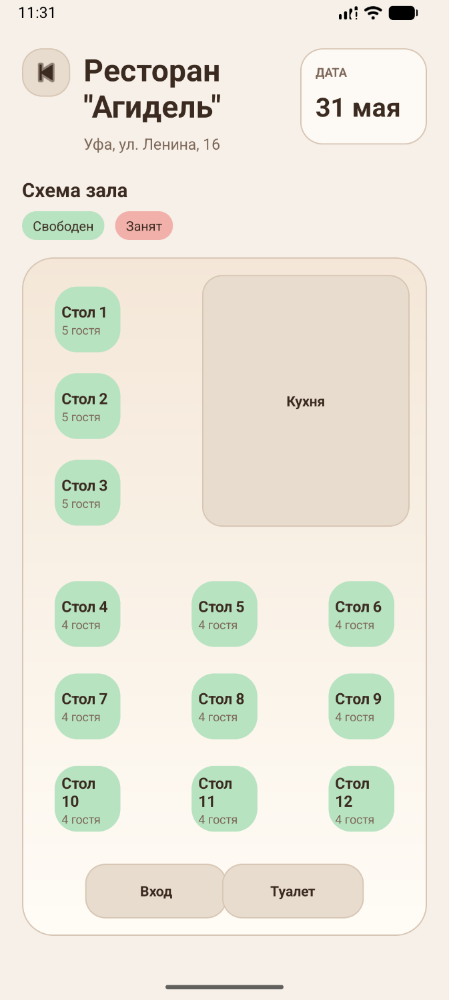 11:31
Ресторан
"Агидель"
Уфа, ул. Ленина, 16
ДАТА
31 мая
Схема зала
Свободен
Занят
Стол 1
5 гостя
Кухня
Стол 2
5 гостя
Стол 3
5 гостя
Стол 4
4 гостя
Стол 5
4 гостя
Стол 6
4 гостя
Стол 7
4 гостя
Стол 8
4 гостя
Стол 9
4 гостя
Стол
10
4 гостя
Стол
11
4 гостя
Стол
12
4 гостя
Вход
Туалет